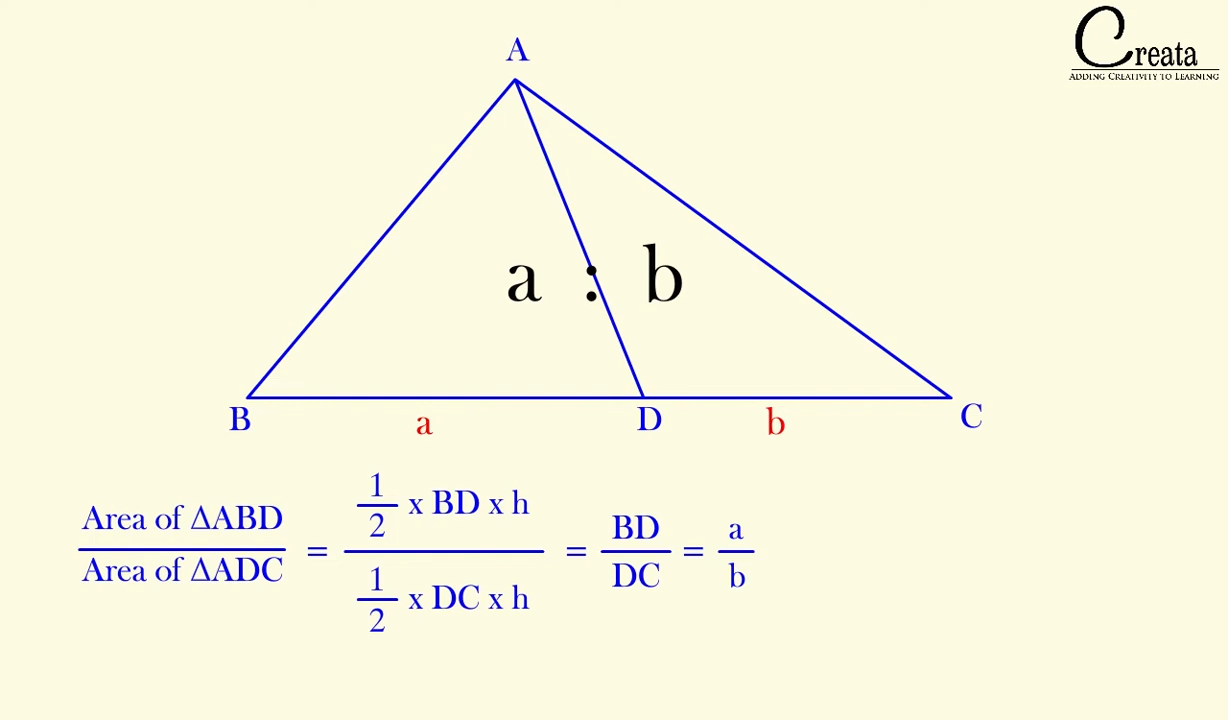 Creata
Adding Creativity to Learning
A
a : b
B
a
D
b
C
Area of ΔABD
Area of ΔADC
=
1
2
x BD x h
1
2
x DC x h
=
BD
DC
=
a
b